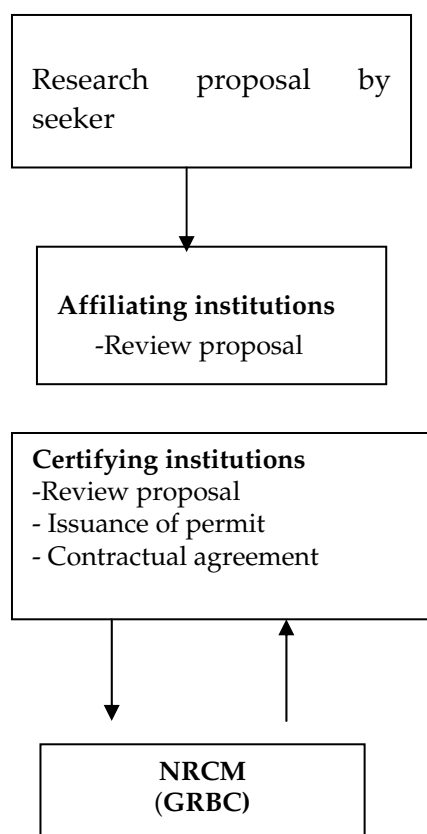 Research proposal by
seeker
Affiliating institutions
-Review proposal
Certifying institutions
-Review proposal
- Issuance of permit
- Contractual agreement
NRCM
(GRBC)